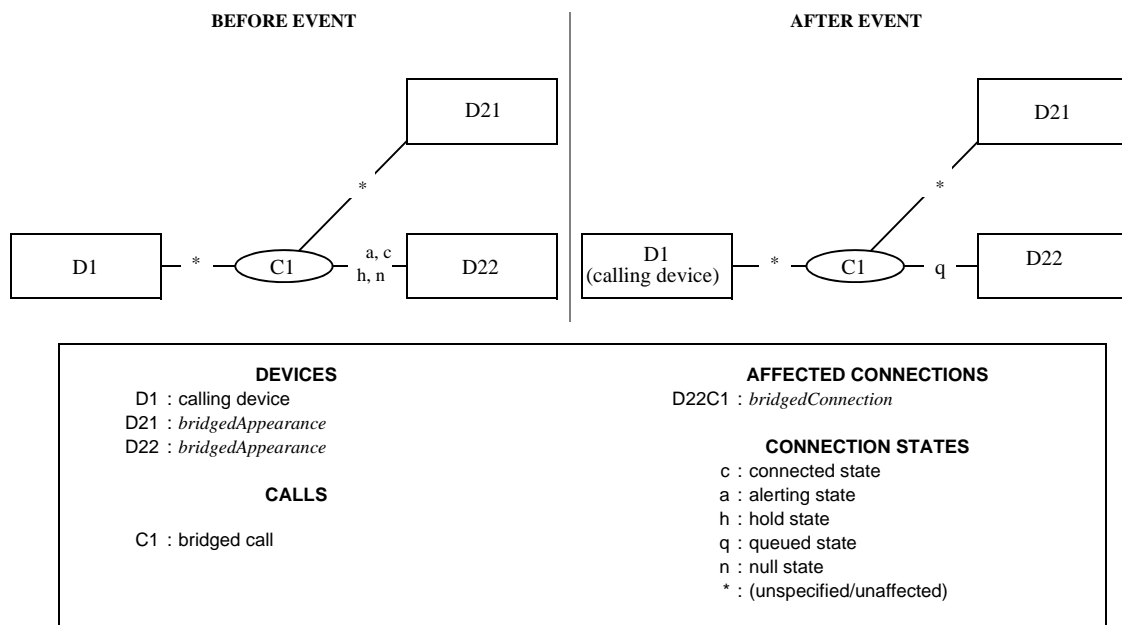 BEFORE EVENT
AFTER EVENT
D21
D21
*
*
D1
*
C1
a, c
h, n
D22
D1
(calling device)
*
C1
q
D22
DEVICES
D1 : calling device
D21 : bridgedAppearance
D22 : bridgedAppearance
CALLS
C1 : bridged call
AFFECTED CONNECTIONS
D22C1 : bridgedConnection
CONNECTION STATES
c : connected state
a : alerting state
h : hold state
q : queued state
n : null state
* : (unspecified/unaffected)